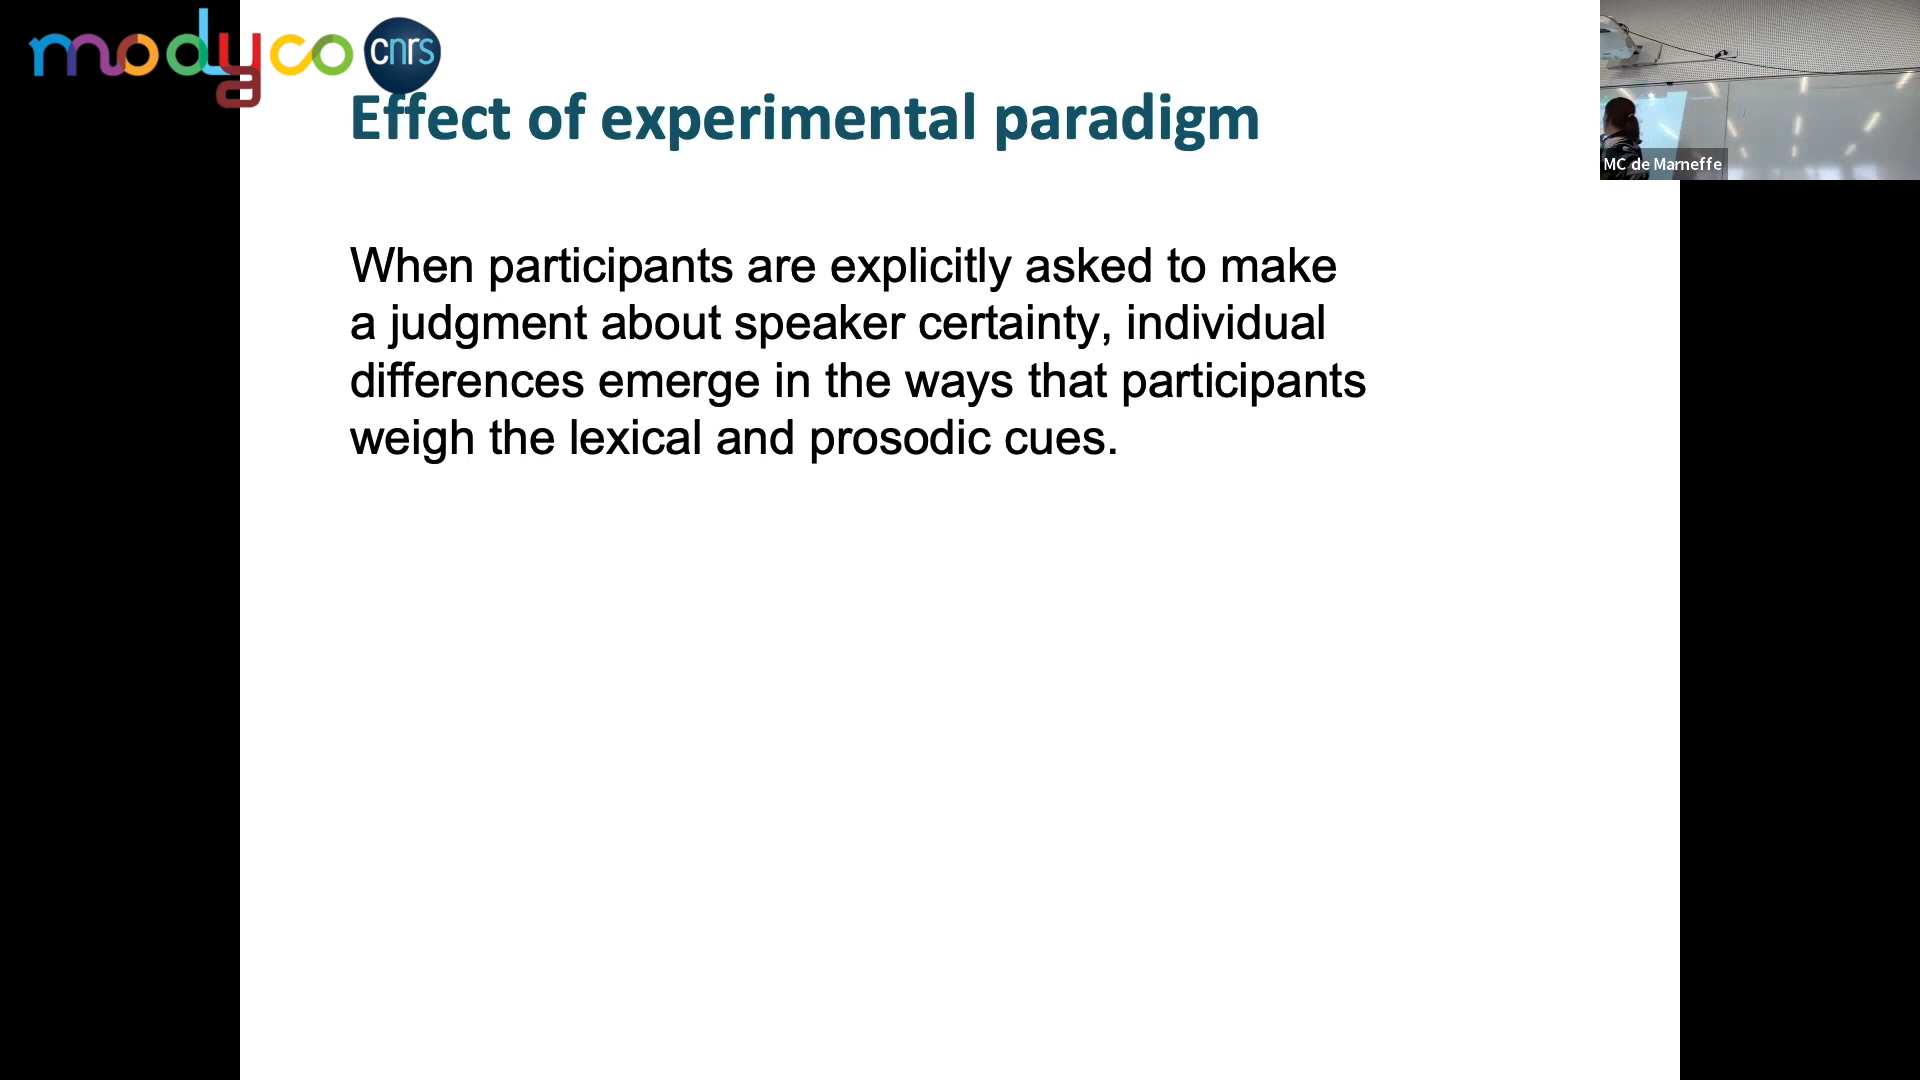 modyco
cnrs
Effect of experimental paradigm
MC de Marneffe
When participants are explicitly asked to make
a judgment about speaker certainty, individual
differences emerge in the ways that participants
weigh the lexical and prosodic cues.